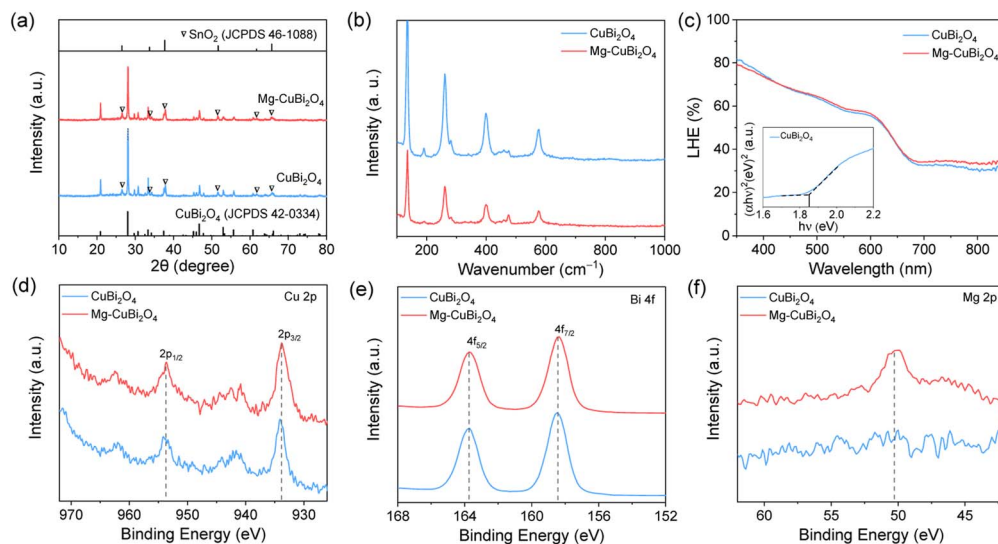 (a)
▿ SnO₂ (JCPDS 46-1088)
Mg-CuBi₂O₄
CuBi₂O₄
CuBi₂O₄ (JCPDS 42-0334)
Intensity (a.u.)
10 20 30 40 50 60 70 80
2θ (degree)
(b)
CuBi₂O₄
Mg-CuBi₂O₄
Intensity (a.u.)
200 400 600 800 1000
Wavenumber (cm⁻¹)
(c)
CuBi₂O₄
Mg-CuBi₂O₄
LHE (%)
100
80
60
40
20
0
CuBi₂O₄
(αhν)²(eV)² (a.u.)
1.6 1.8 2.0 2.2
hν (eV)
400 500 600 700 800
Wavelength (nm)
(d)
CuBi₂O₄
Mg-CuBi₂O₄
Cu 2p
2p₁/₂
2p₃/₂
Intensity (a.u.)
970 960 950 940 930
Binding Energy (eV)
(e)
CuBi₂O₄
Mg-CuBi₂O₄
Bi 4f
4f₅/₂
4f₇/₂
Intensity (a.u.)
168 164 160 156 152
Binding Energy (eV)
(f)
CuBi₂O₄
Mg-CuBi₂O₄
Mg 2p
Intensity (a.u.)
60 55 50 45
Binding Energy (eV)